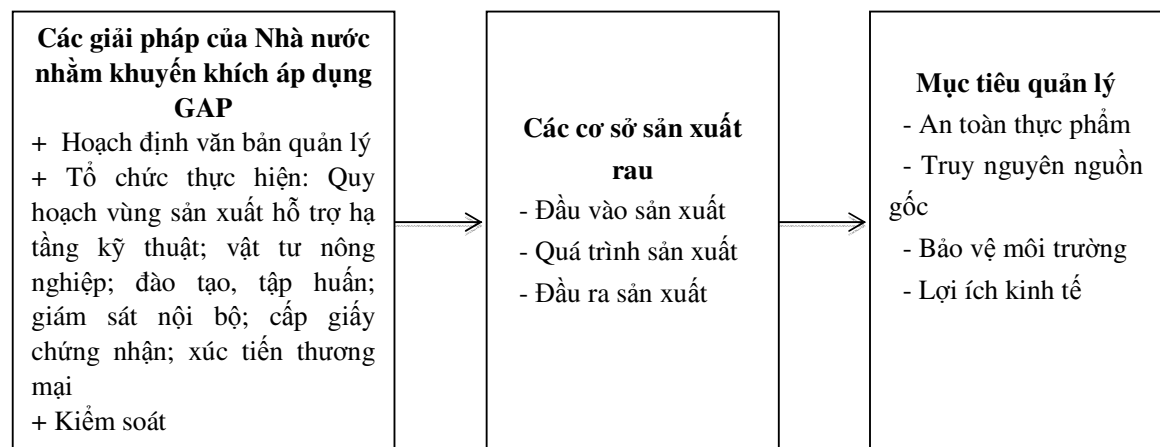 Các giải pháp của Nhà nước
nhằm khuyến khích áp dụng
GAP
+ Hoạch định văn bản quản lý
+ Tổ chức thực hiện: Quy
hoạch vùng sản xuất hỗ trợ hạ
tầng kỹ thuật; vật tư nông
nghiệp; đào tạo, tập huấn;
giám sát nội bộ; cấp giấy
chứng nhận; xúc tiến thương
mại
+ Kiểm soát
Các cơ sở sản xuất
rau
- Đầu vào sản xuất
- Quá trình sản xuất
- Đầu ra sản xuất
Mục tiêu quản lý
- An toàn thực phẩm
- Truy nguyên nguồn
gốc
- Bảo vệ môi trường
- Lợi ích kinh tế